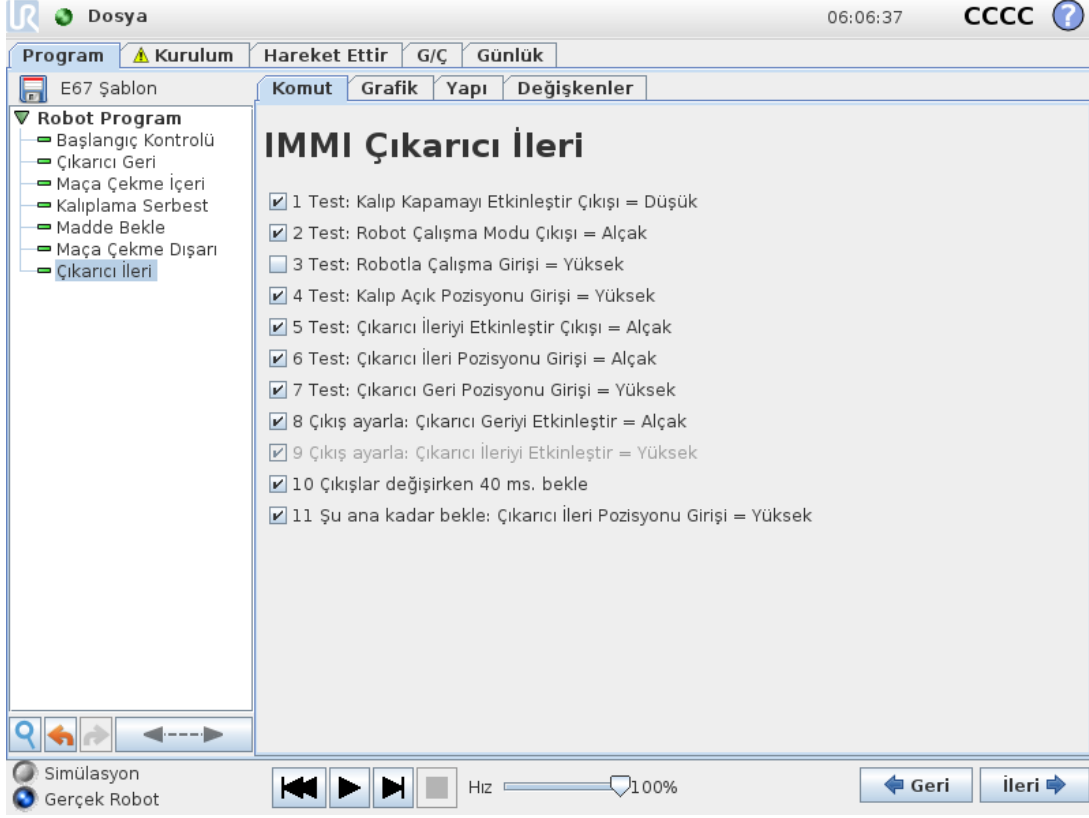 UR Dosya 06:06:37 CCCC ?
Program Kurulum Hareket Ettir G/Ç Günlük
E67 Şablon
Komut Grafik Yapı Değişkenler
Robot Program
Başlangıç Kontrolü
Çıkarıcı Geri
Maça Çekme İçeri
Kalıplama Serbest
Madde Bekle
Maça Çekme Dışarı
Çıkarıcı İleri
IMMI Çıkarıcı İleri
1 Test: Kalıp Kapamayı Etkinleştir Çıkışı = Düşük
2 Test: Robot Çalışma Modu Çıkışı = Alçak
3 Test: Robotla Çalışma Girişi = Yüksek
4 Test: Kalıp Açık Pozisyonu Girişi = Yüksek
5 Test: Çıkarıcı İleriyi Etkinleştir Çıkışı = Alçak
6 Test: Çıkarıcı İleri Pozisyonu Girişi = Alçak
7 Test: Çıkarıcı Geri Pozisyonu Girişi = Yüksek
8 Çıkış ayarla: Çıkarıcı Geriyi Etkinleştir = Alçak
9 Çıkış ayarla: Çıkarıcı İleriyi Etkinleştir = Yüksek
10 Çıkışlar değişirken 40 ms. bekle
11 Şu ana kadar bekle: Çıkarıcı İleri Pozisyonu Girişi = Yüksek
Simülasyon
Gerçek Robot
Hız 100%
Geri İleri